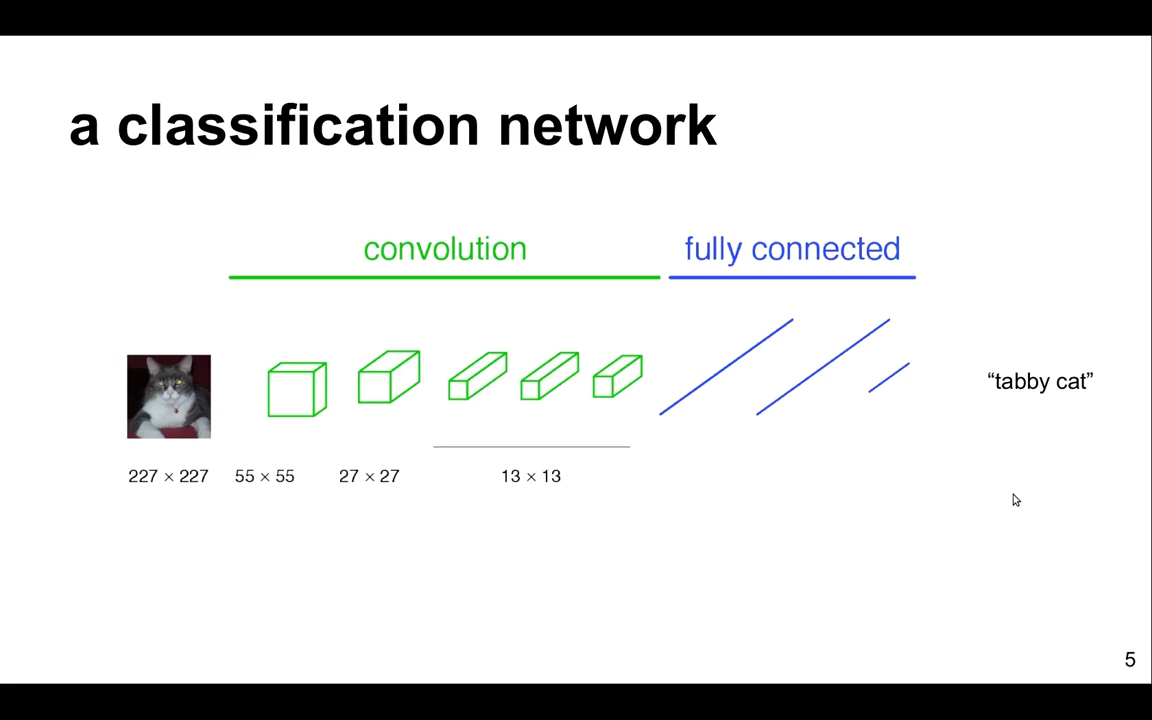 a classification network
convolution
fully connected
“tabby cat”
227 × 227
55 × 55
27 × 27
13 × 13
5